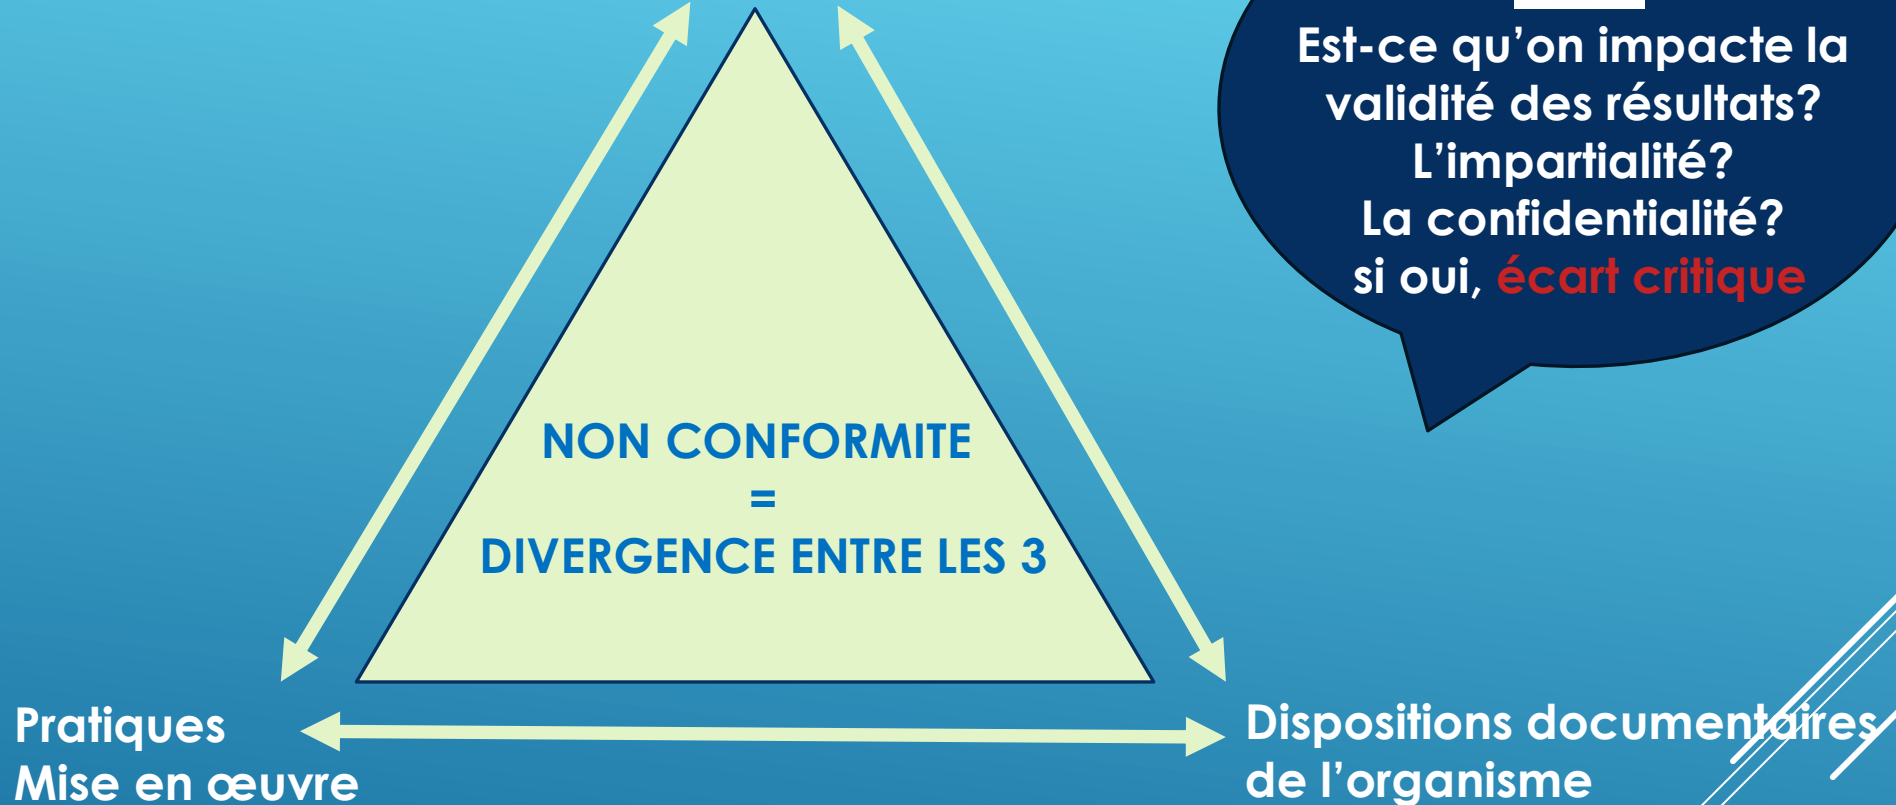 Est-ce qu’on impacte la
validité des résultats?
L’impartialité?
La confidentialité?
si oui, écart critique
NON CONFORMITE
=
DIVERGENCE ENTRE LES 3
Pratiques
Mise en œuvre
Dispositions documentaires
de l’organisme